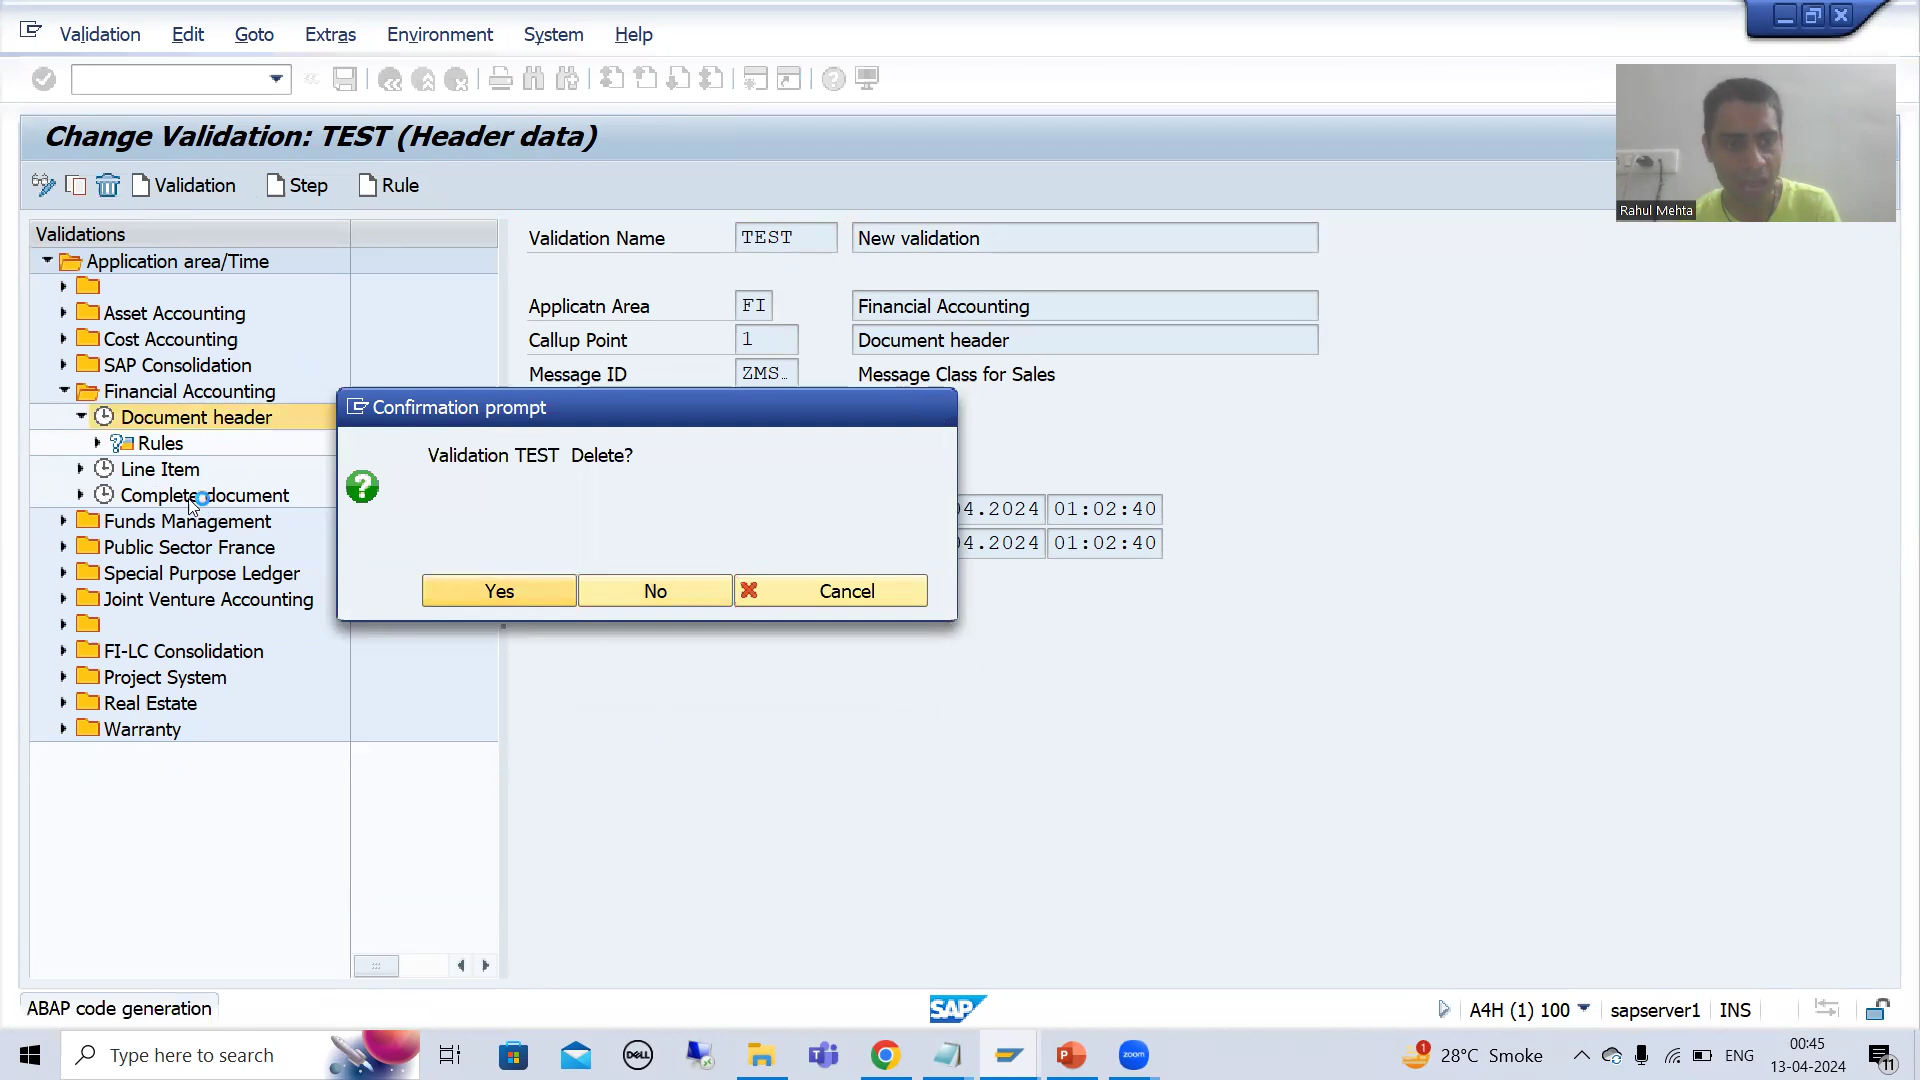 Validation Edit Goto Extras Environment System Help
Change Validation: TEST (Header data)
Validation Step Rule
Rahul Mehta
Validations
Application area/Time
Asset Accounting
Cost Accounting
SAP Consolidation
Financial Accounting
Document header
Rules
Line Item
Complete document
Funds Management
Public Sector France
Special Purpose Ledger
Joint Venture Accounting
FI-LC Consolidation
Project System
Real Estate
Warranty
Validation Name TEST New validation
Applicatn Area FI Financial Accounting
Callup Point 1 Document header
Message ID ZMS… Message Class for Sales
Confirmation prompt
Validation TEST Delete?
Yes No Cancel
04.2024 01:02:40
04.2024 01:02:40
ABAP code generation
SAP
A4H (1) 100 sapserver1 INS
Type here to search
DELL
zoom
1
28°C Smoke
ENG
00:45
13-04-2024
11